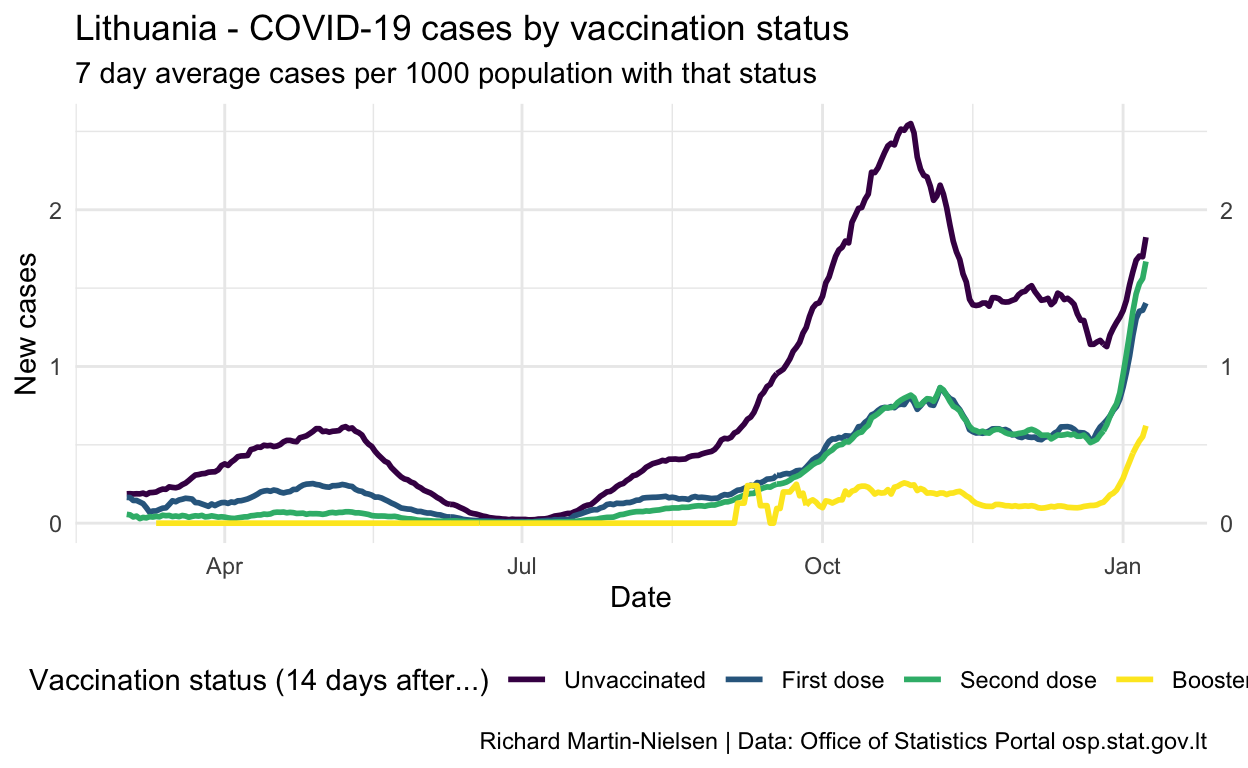 Lithuania - COVID-19 cases by vaccination status
7 day average cases per 1000 population with that status
New cases
2
1
0
2
1
0
Apr Jul Oct Jan
Date
Vaccination status (14 days after...) Unvaccinated First dose Second dose Booster
Richard Martin-Nielsen | Data: Office of Statistics Portal osp.stat.gov.lt